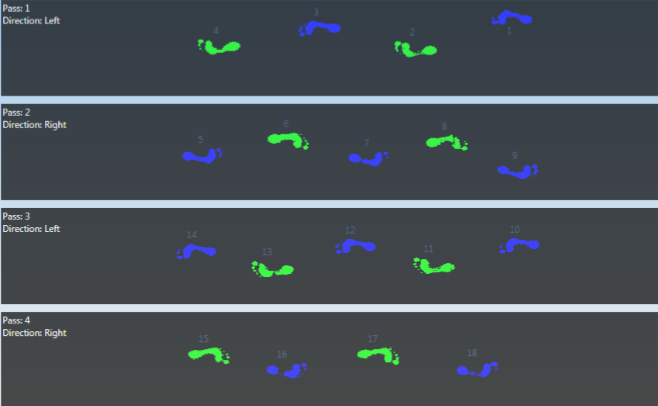 Pass: 1
Direction: Left
3
1
4
2
Pass: 2
Direction: Right
6
8
5
7
9
Pass: 3
Direction: Left
14
12
10
13
11
Pass: 4
Direction: Right
15
17
16
18